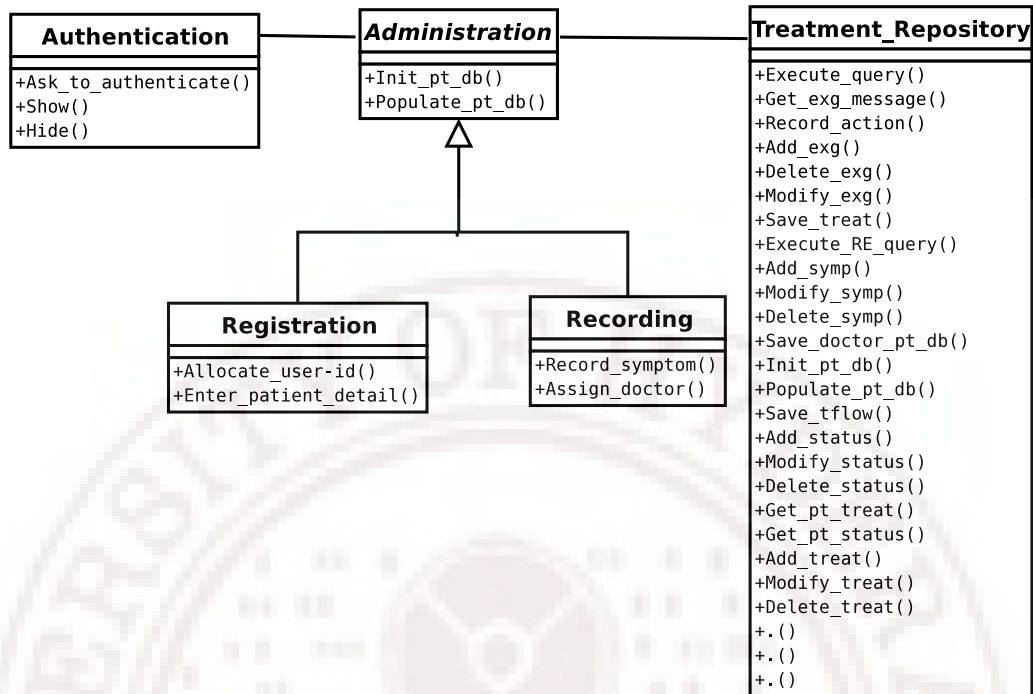 Authentication
+Ask_to_authenticate()
+Show()
+Hide()
Administration
+Init_pt_db()
+Populate_pt_db()
Treatment_Repository
+Execute_query()
+Get_exg_message()
+Record_action()
+Add_exg()
+Delete_exg()
+Modify_exg()
+Save_treat()
+Execute_RE_query()
+Add_symp()
+Modify_symp()
+Delete_symp()
+Save_doctor_pt_db()
+Init_pt_db()
+Populate_pt_db()
+Save_tflow()
+Add_status()
+Modify_status()
+Delete_status()
+Get_pt_treat()
+Get_pt_status()
+Add_treat()
+Modify_treat()
+Delete_treat()
+.()
+.()
+.()
Registration
+Allocate_user-id()
+Enter_patient_detail()
Recording
+Record_symptom()
+Assign_doctor()